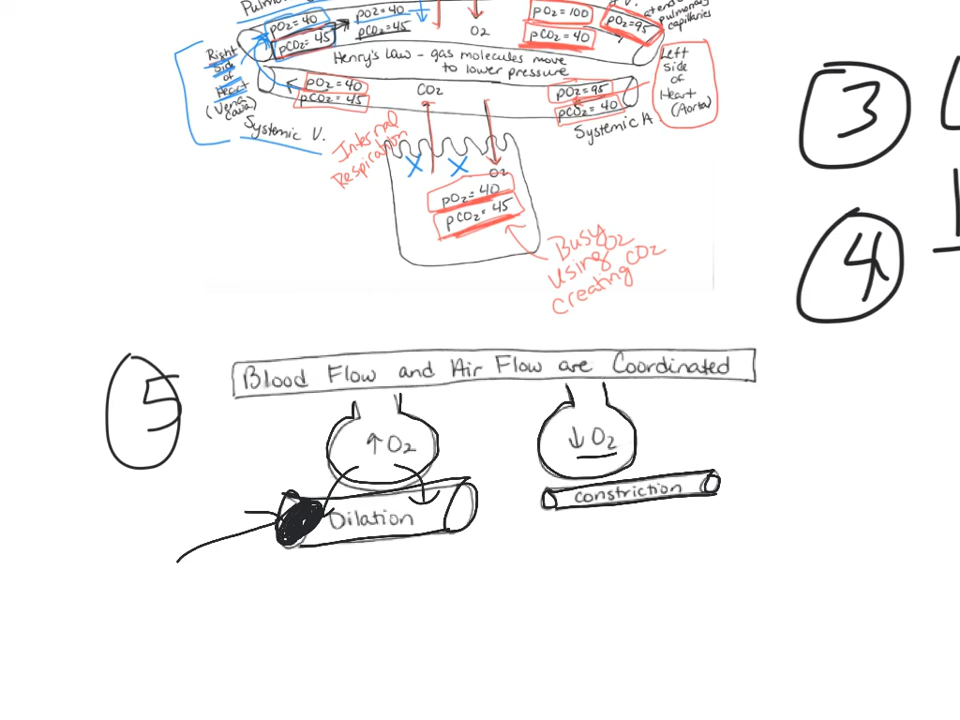 Pulmon
pO2=40
pCO2=45
pO2=40
pCO2=45
O2
pO2=100
pCO2=40
pO2=95
pulmonary
capillaries
Right
Side
of
Heart
(Vena
Cava)
Henry's law - gas molecules move
to lower pressure
Left
side
of
Heart
(Aorta)
pO2=40
pCO2=45
CO2
pO2=95
pCO2=40
Systemic V.
Systemic A
Internal
Respiration
X X
O2
pO2=40
pCO2=45
Busy
using O2
creating CO2
3
4
5
Blood Flow and Air Flow are Coordinated
↑O2
↓O2
Dilation
constriction